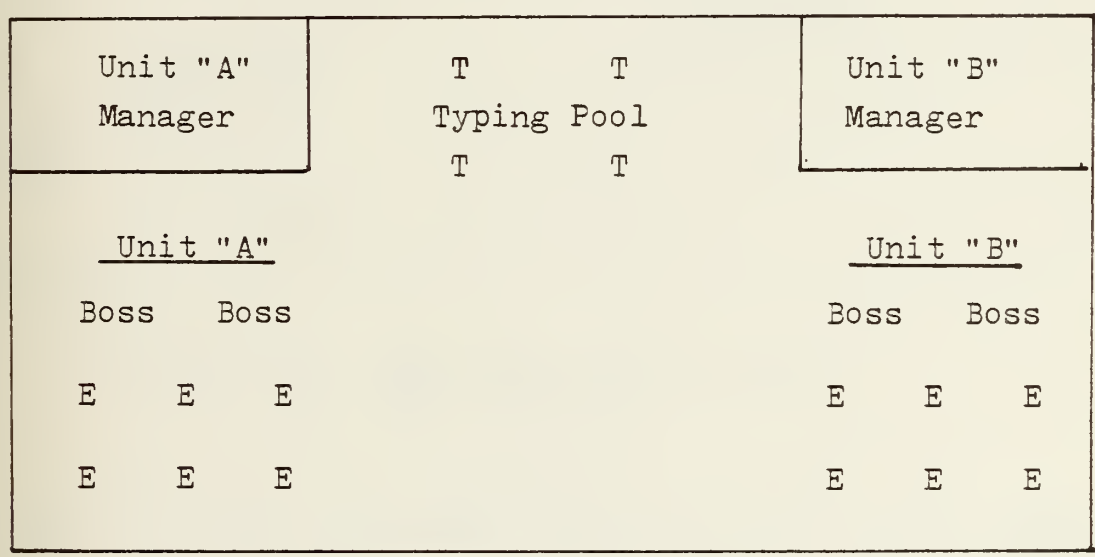 Unit "A"
Manager
T T
Typing Pool
T T
Unit "B"
Manager
Unit "A"
Boss Boss
E E E
E E E
Unit "B"
Boss Boss
E E E
E E E